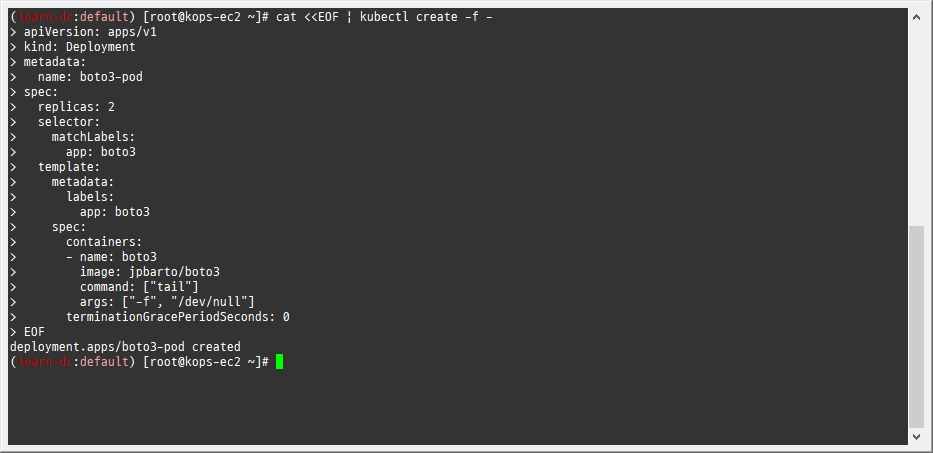 (learn-ds:default) [root@kops-ec2 ~]# cat <<EOF | kubectl create -f -
> apiVersion: apps/v1
> kind: Deployment
> metadata:
>   name: boto3-pod
> spec:
>   replicas: 2
>   selector:
>     matchLabels:
>       app: boto3
>   template:
>     metadata:
>       labels:
>         app: boto3
>     spec:
>       containers:
>       - name: boto3
>         image: jpbarto/boto3
>         command: ["tail"]
>         args: ["-f", "/dev/null"]
>       terminationGracePeriodSeconds: 0
> EOF
deployment.apps/boto3-pod created
(learn-ds:default) [root@kops-ec2 ~]#